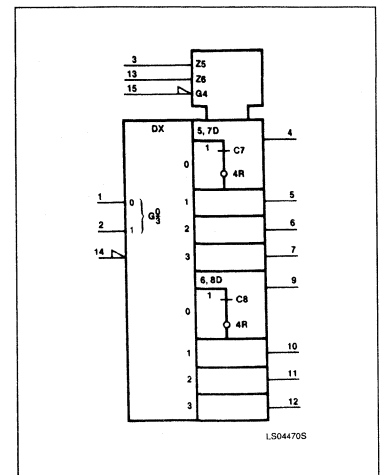 3 Z5
13 Z6
15 G4
DX 5, 7D 4
1 C7
0 4R
1 0 1 5
G 0/3
2 1 2 6
14 3 7
6, 8D 9
1 C8
0 4R
1 10
2 11
3 12
LS04470S